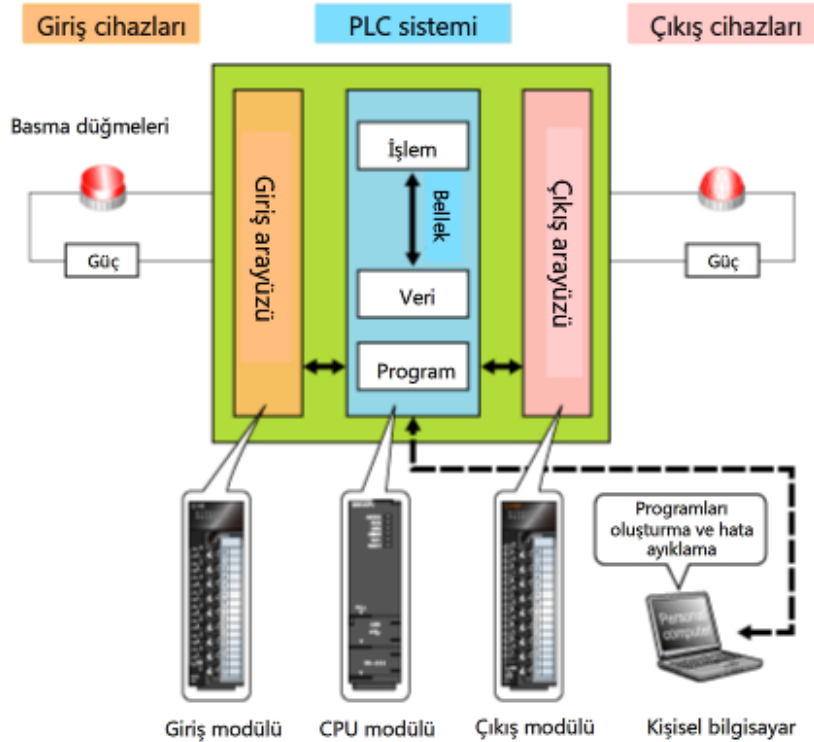 Giriş cihazları
PLC sistemi
Çıkış cihazları
Basma düğmeleri
Güç
Giriş arayüzü
İşlem
Bellek
Veri
Program
Çıkış arayüzü
Güç
Programları
oluşturma ve hata
ayıklama
Personal
computer
Giriş modülü
CPU modülü
Çıkış modülü
Kişisel bilgisayar